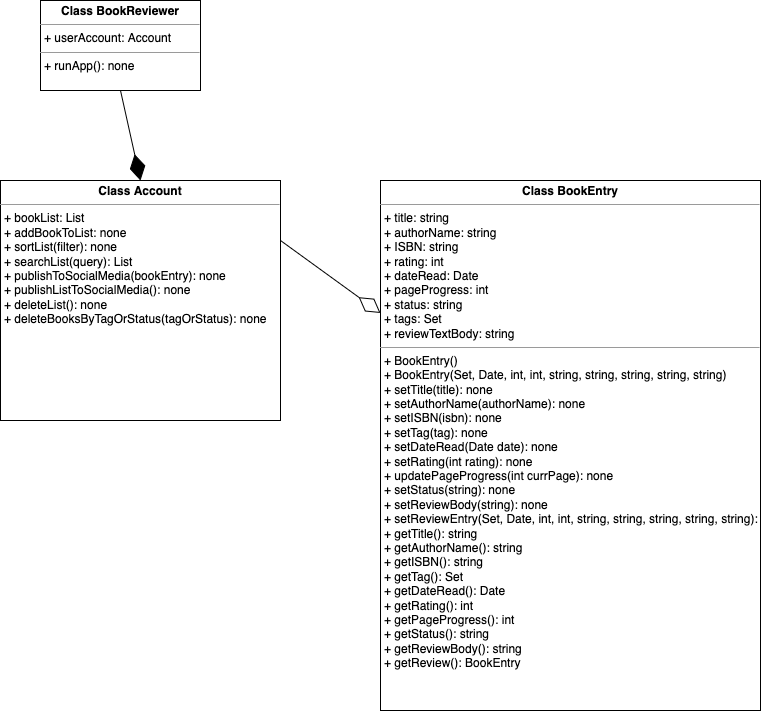 Class BookReviewer
+ userAccount: Account
+ runApp(): none
Class Account
+ bookList: List
+ addBookToList: none
+ sortList(filter): none
+ searchList(query): List
+ publishToSocialMedia(bookEntry): none
+ publishListToSocialMedia(): none
+ deleteList(): none
+ deleteBooksByTagOrStatus(tagOrStatus): none
Class BookEntry
+ title: string
+ authorName: string
+ ISBN: string
+ rating: int
+ dateRead: Date
+ pageProgress: int
+ status: string
+ tags: Set
+ reviewTextBody: string
+ BookEntry()
+ BookEntry(Set, Date, int, int, string, string, string, string, string)
+ setTitle(title): none
+ setAuthorName(authorName): none
+ setISBN(isbn): none
+ setTag(tag): none
+ setDateRead(Date date): none
+ setRating(int rating): none
+ updatePageProgress(int currPage): none
+ setStatus(string): none
+ setReviewBody(string): none
+ setReviewEntry(Set, Date, int, int, string, string, string, string, string):
+ getTitle(): string
+ getAuthorName(): string
+ getISBN(): string
+ getTag(): Set
+ getDateRead(): Date
+ getRating(): int
+ getPageProgress(): int
+ getStatus(): string
+ getReviewBody(): string
+ getReview(): BookEntry